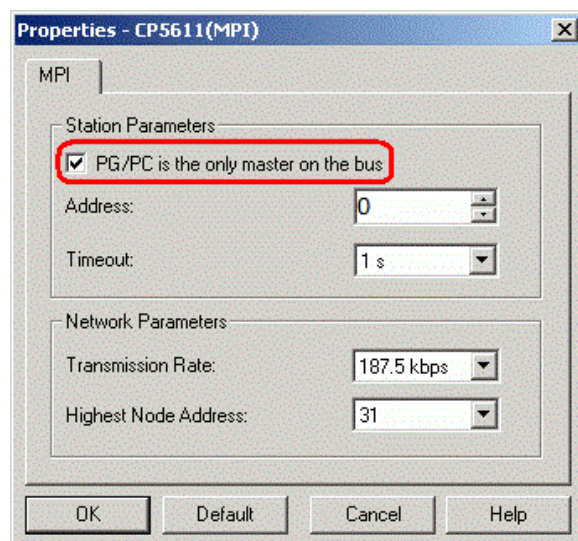 Properties - CP5611(MPI)
MPI
Station Parameters
PG/PC is the only master on the bus
Address: 0
Timeout: 1 s
Network Parameters
Transmission Rate: 187.5 kbps
Highest Node Address: 31
OK Default Cancel Help